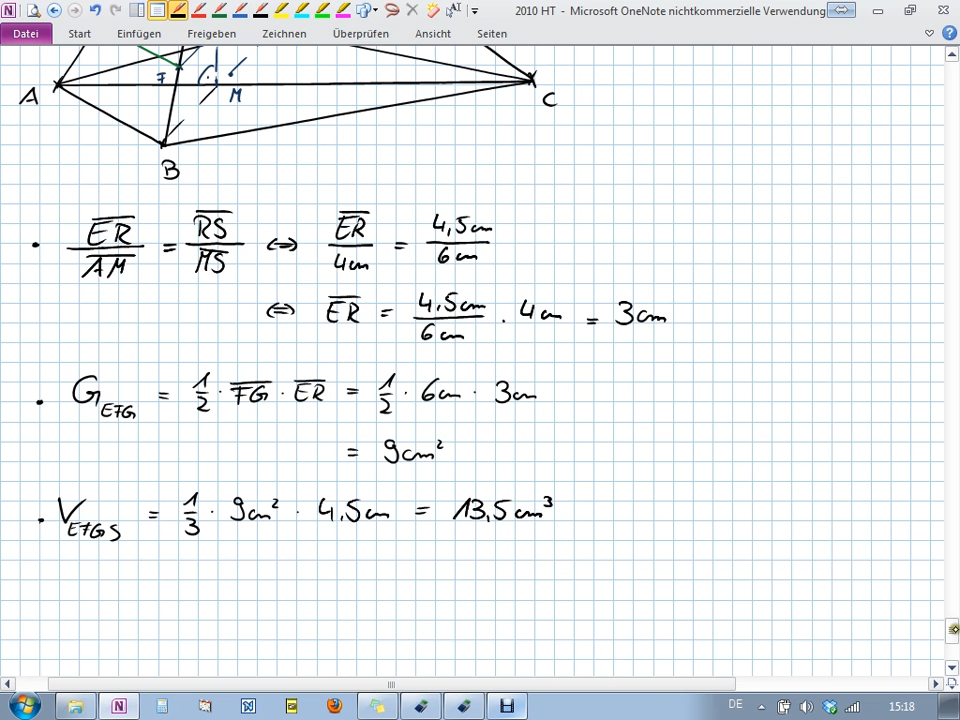 2010 HT - Microsoft OneNote nichtkommerzielle Verwendung
Datei Start Einfügen Freigeben Zeichnen Überprüfen Ansicht Seiten
A F M C
B
• ER̅/AM̅ = RS̅/MS̅ ⇔ ER̅/4cm = 4,5cm/6cm
⇔ ER̅ = 4,5cm/6cm · 4cm = 3cm
• G_EFG = 1/2 · FG̅ · ER̅ = 1/2 · 6cm · 3cm
= 9cm²
• V_EFGS = 1/3 · 9cm² · 4,5cm = 13,5cm³
DE 15:18